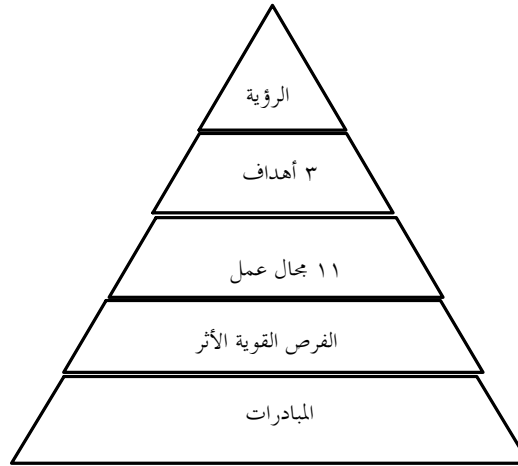 الرؤية
٣ أهداف
١١ مجال عمل
الفرص القوية الأثر
المبادرات